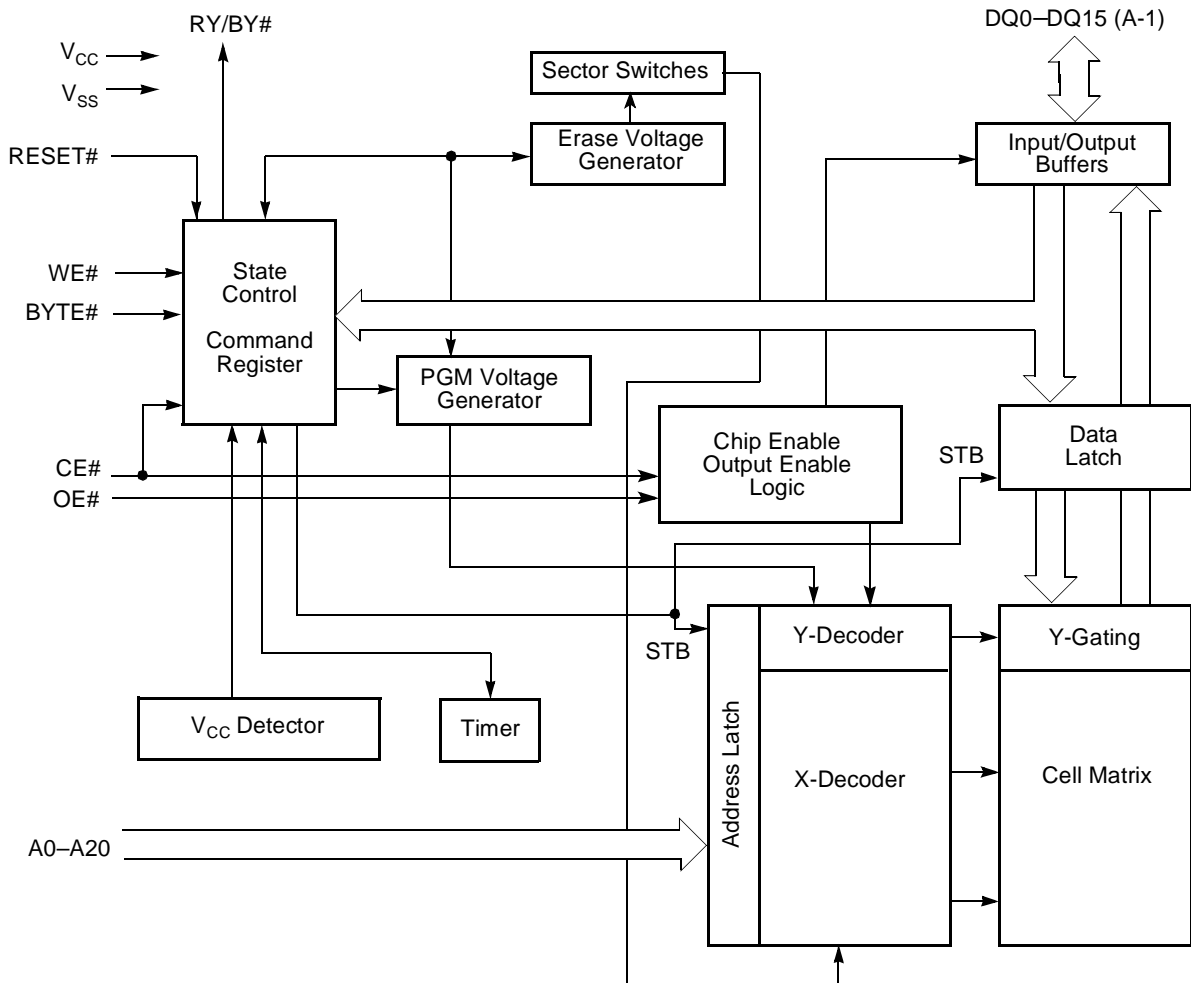 RY/BY#
DQ0–DQ15 (A-1)
VCC
VSS
Sector Switches
Erase Voltage
Generator
RESET#
Input/Output
Buffers
WE#
BYTE#
State
Control
Command
Register
PGM Voltage
Generator
CE#
OE#
Chip Enable
Output Enable
Logic
STB
Data
Latch
STB
Y-Decoder
Y-Gating
VCC Detector
Timer
Address Latch
X-Decoder
Cell Matrix
A0–A20